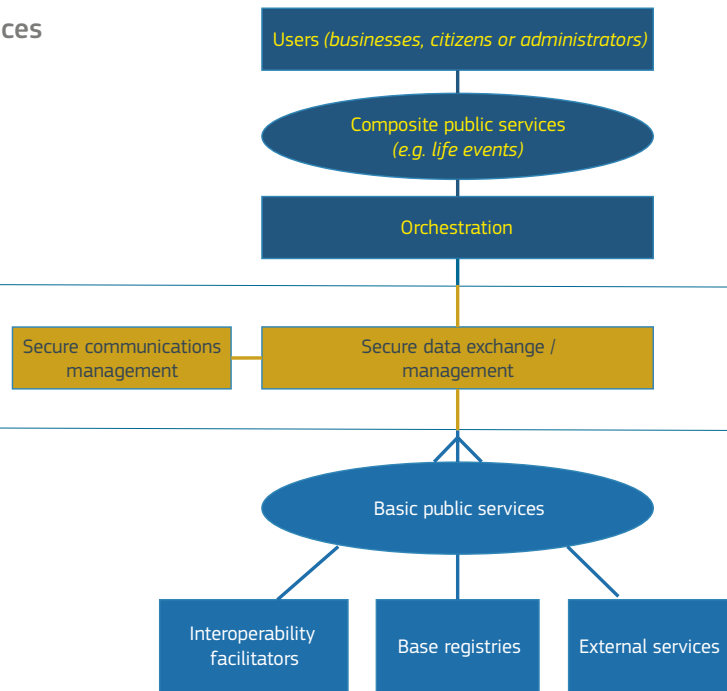 ces
Users (businesses, citizens or administrators)
Composite public services
(e.g. life events)
Orchestration
Secure communications
management
Secure data exchange /
management
Basic public services
Interoperability
facilitators
Base registries
External services